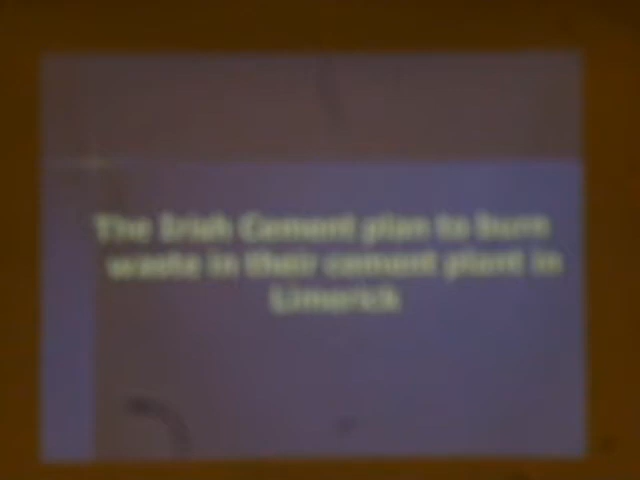 The Irish Cement plan to burn
waste in their cement plant in
Limerick